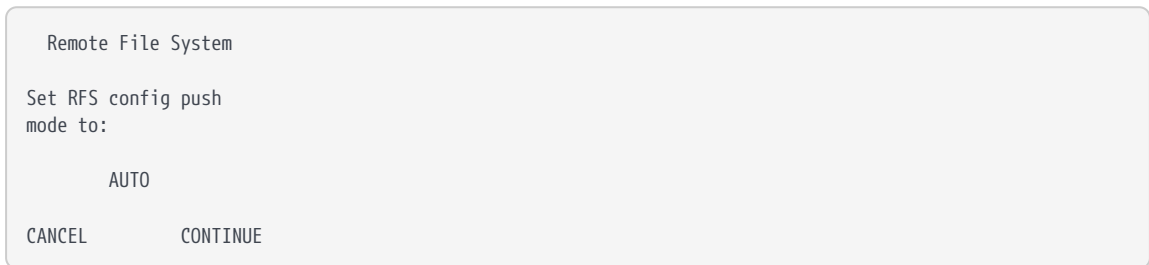 Remote File System
Set RFS config push
mode to:
AUTO
CANCEL CONTINUE